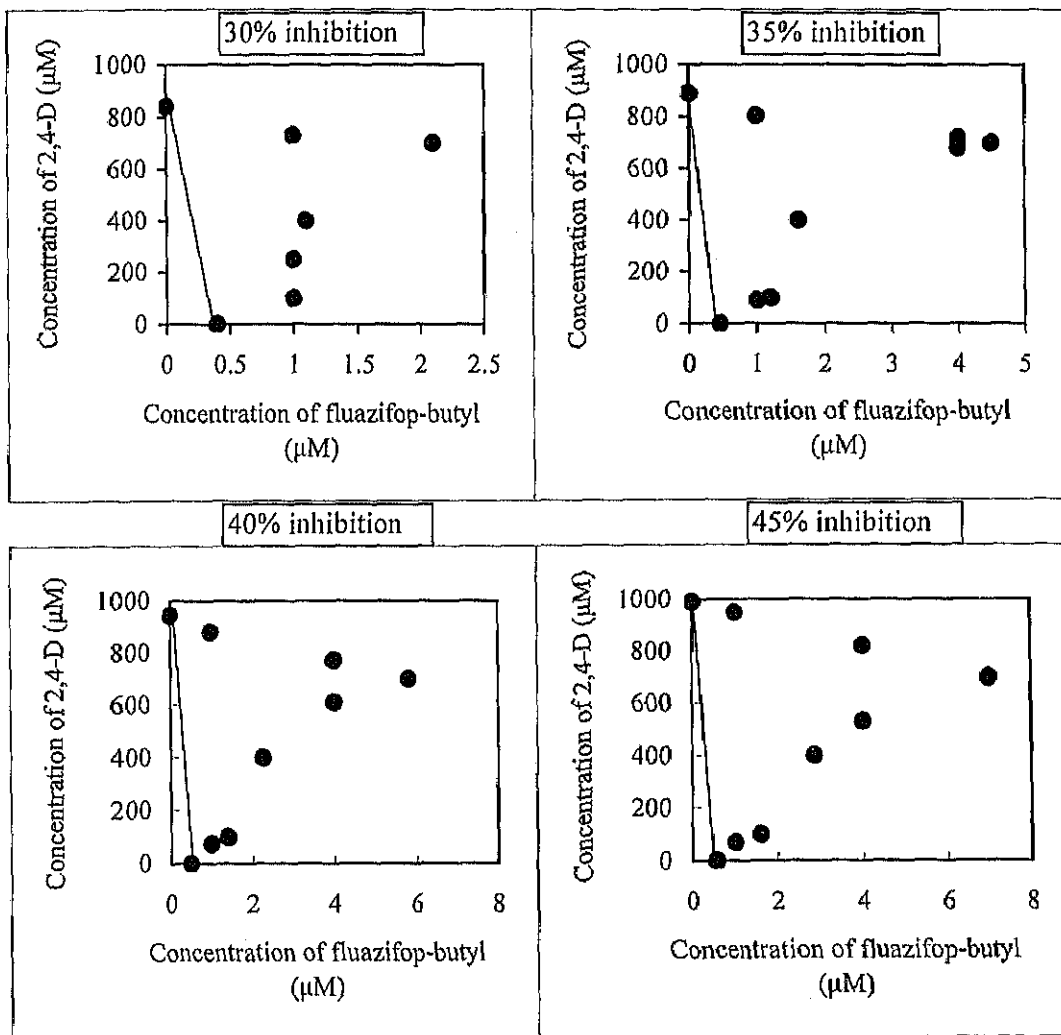 30% inhibition
Concentration of 2,4-D (µM)
1000
800
600
400
200
0
0 0.5 1 1.5 2 2.5
Concentration of fluazifop-butyl
(µM)
35% inhibition
Concentration of 2,4-D (µM)
1000
800
600
400
200
0
0 1 2 3 4 5
Concentration of fluazifop-butyl
(µM)
40% inhibition
Concentration of 2,4-D (µM)
1000
800
600
400
200
0
0 2 4 6 8
Concentration of fluazifop-butyl
(µM)
45% inhibition
Concentration of 2,4-D (µM)
1000
800
600
400
200
0
0 2 4 6 8
Concentration of fluazifop-butyl
(µM)